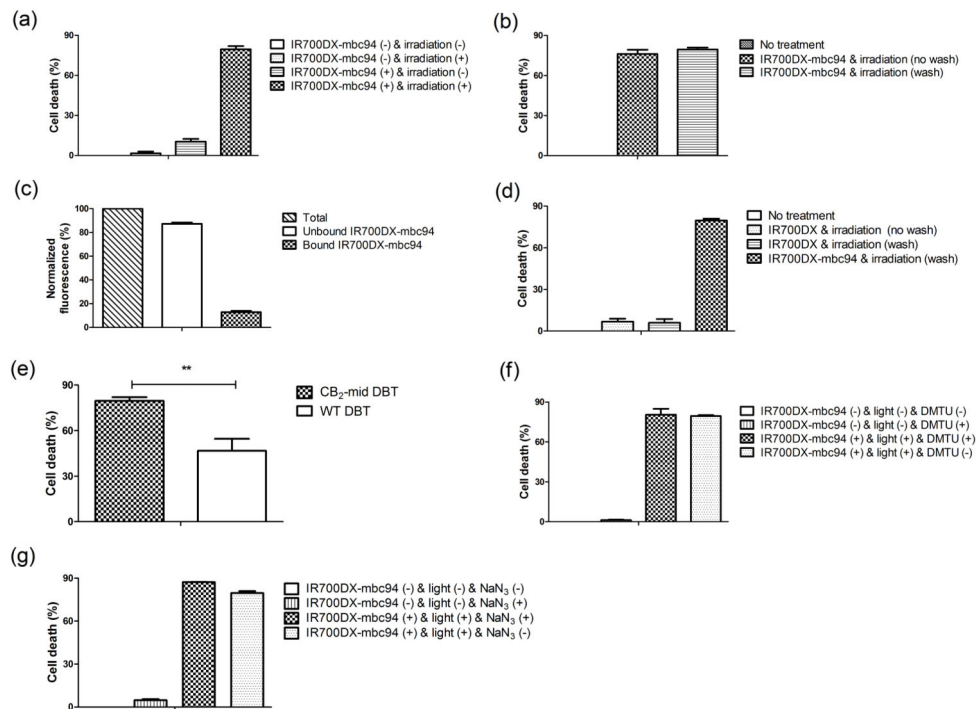 (a)
Cell death (%)
90
60
30
0
IR700DX-mbc94 (-) & irradiation (-)
IR700DX-mbc94 (-) & irradiation (+)
IR700DX-mbc94 (+) & irradiation (-)
IR700DX-mbc94 (+) & irradiation (+)
(b)
Cell death (%)
90
60
30
0
No treatment
IR700DX-mbc94 & irradiation (no wash)
IR700DX-mbc94 & irradiation (wash)
(c)
Normalized
fluorescence (%)
100
80
60
40
20
0
Total
Unbound IR700DX-mbc94
Bound IR700DX-mbc94
(d)
Cell death (%)
90
60
30
0
No treatment
IR700DX & irradiation (no wash)
IR700DX & irradiation (wash)
IR700DX-mbc94 & irradiation (wash)
(e)
Cell death (%)
90
60
30
0
**
CB₂-mid DBT
WT DBT
(f)
Cell death (%)
90
60
30
0
IR700DX-mbc94 (-) & light (-) & DMTU (-)
IR700DX-mbc94 (-) & light (-) & DMTU (+)
IR700DX-mbc94 (+) & light (+) & DMTU (+)
IR700DX-mbc94 (+) & light (+) & DMTU (-)
(g)
Cell death (%)
90
60
30
0
IR700DX-mbc94 (-) & light (-) & NaN₃ (-)
IR700DX-mbc94 (-) & light (-) & NaN₃ (+)
IR700DX-mbc94 (+) & light (+) & NaN₃ (+)
IR700DX-mbc94 (+) & light (+) & NaN₃ (-)